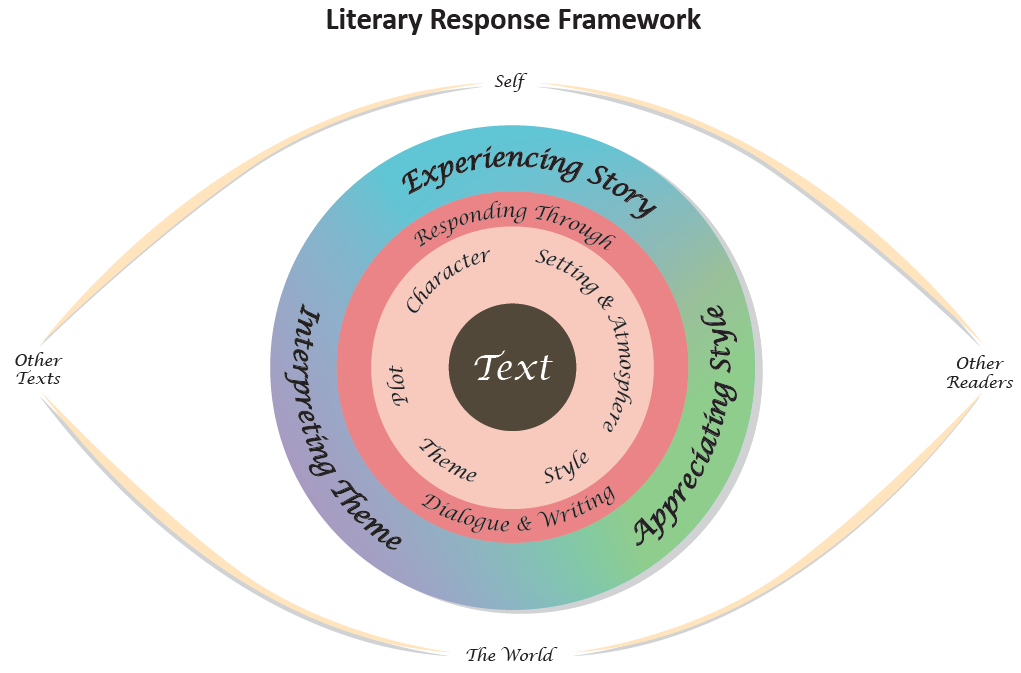 Literary Response Framework
Self
Experiencing Story
Responding Through
Character
Setting & Atmosphere
Other
Texts
Interpreting Theme
Plot
Text
Appreciating Style
Other
Readers
Theme
Style
Dialogue & Writing
The World